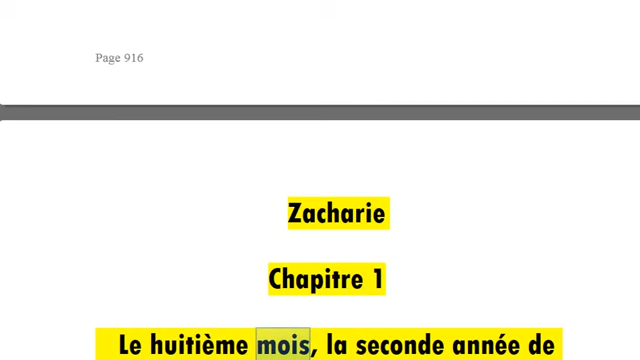 Page 916
Zacharie
Chapitre 1
Le huitième mois, la seconde année de